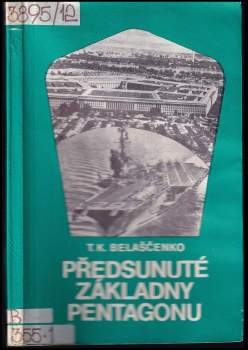 3895/12
T. K. BELAŠČENKO
PŘEDSUNUTÉ
ZÁKLADNY
PENTAGONU
B
355.1